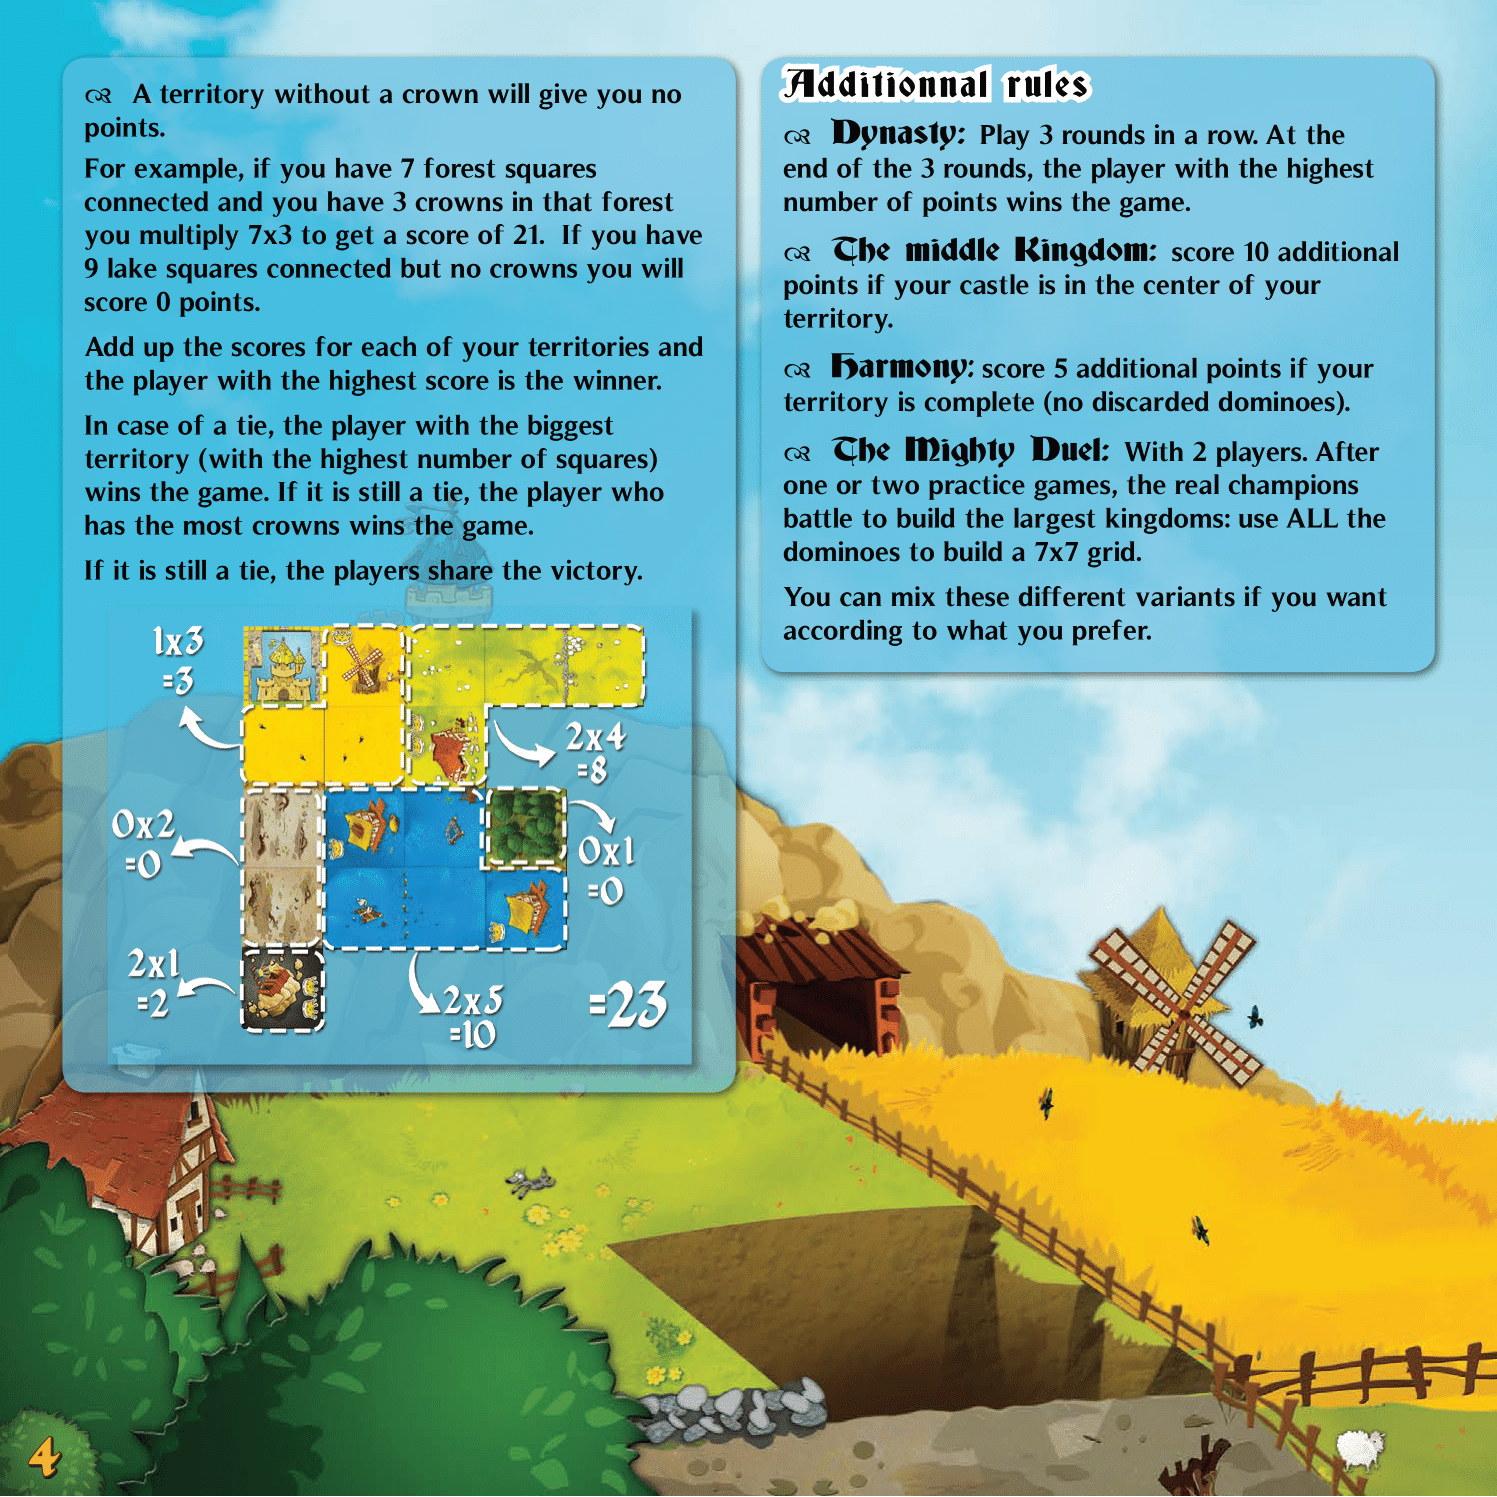 A territory without a crown will give you no
points.
For example, if you have 7 forest squares
connected and you have 3 crowns in that forest
you multiply 7x3 to get a score of 21. If you have
9 lake squares connected but no crowns you will
score 0 points.
Add up the scores for each of your territories and
the player with the highest score is the winner.
In case of a tie, the player with the biggest
territory (with the highest number of squares)
wins the game. If it is still a tie, the player who
has the most crowns wins the game.
If it is still a tie, the players share the victory.
1x3
=3
2x4
=8
0x2
=0
0x1
=0
2x1
=2
2x5
=10
=23
Additionnal rules
Dynasty: Play 3 rounds in a row. At the
end of the 3 rounds, the player with the highest
number of points wins the game.
The middle Kingdom: score 10 additional
points if your castle is in the center of your
territory.
Harmony: score 5 additional points if your
territory is complete (no discarded dominoes).
The Mighty Duel: With 2 players. After
one or two practice games, the real champions
battle to build the largest kingdoms: use ALL the
dominoes to build a 7x7 grid.
You can mix these different variants if you want
according to what you prefer.
4